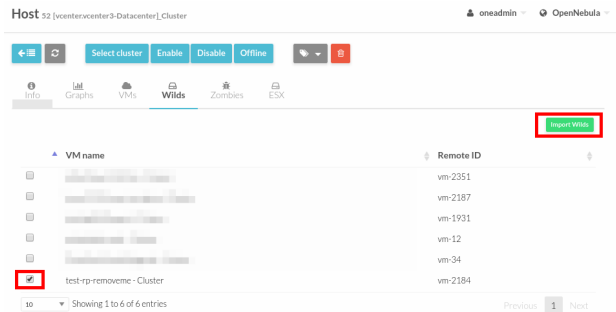 Host 52 [vcenter.vcenter3-Datacenter]_Cluster
oneadmin OpenNebula
Select cluster Enable Disable Offline
Info Graphs VMs Wilds Zombies ESX
Import Wilds
VM name Remote ID
vm-2351
vm-2187
vm-1931
vm-12
vm-34
test-rp-removeme - Cluster vm-2184
10 Showing 1 to 6 of 6 entries Previous 1 Next